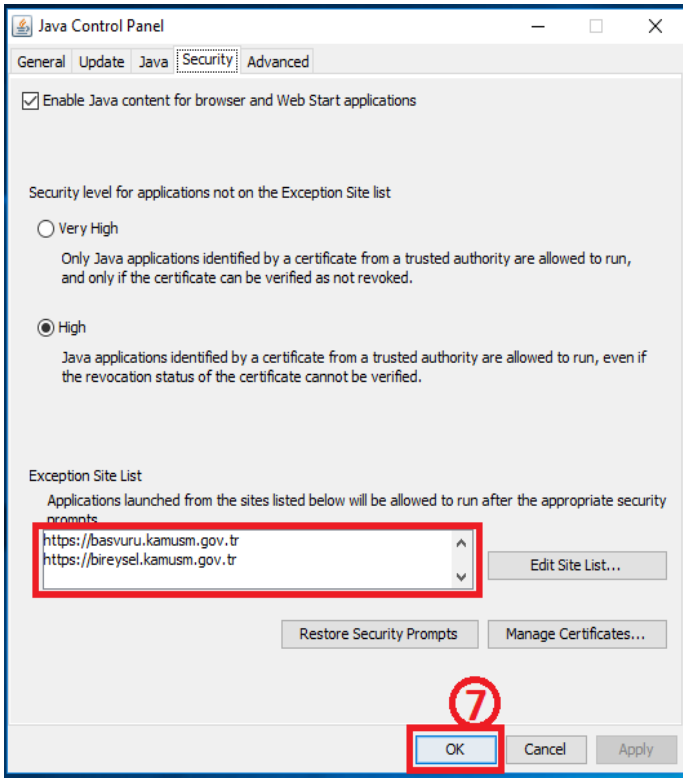 Java Control Panel
General Update Java Security Advanced
Enable Java content for browser and Web Start applications
Security level for applications not on the Exception Site list
Very High
Only Java applications identified by a certificate from a trusted authority are allowed to run,
and only if the certificate can be verified as not revoked.
High
Java applications identified by a certificate from a trusted authority are allowed to run, even if
the revocation status of the certificate cannot be verified.
Exception Site List
Applications launched from the sites listed below will be allowed to run after the appropriate security
prompts
https://basvuru.kamusm.gov.tr
https://bireysel.kamusm.gov.tr
Edit Site List...
Restore Security Prompts Manage Certificates...
7
OK Cancel Apply